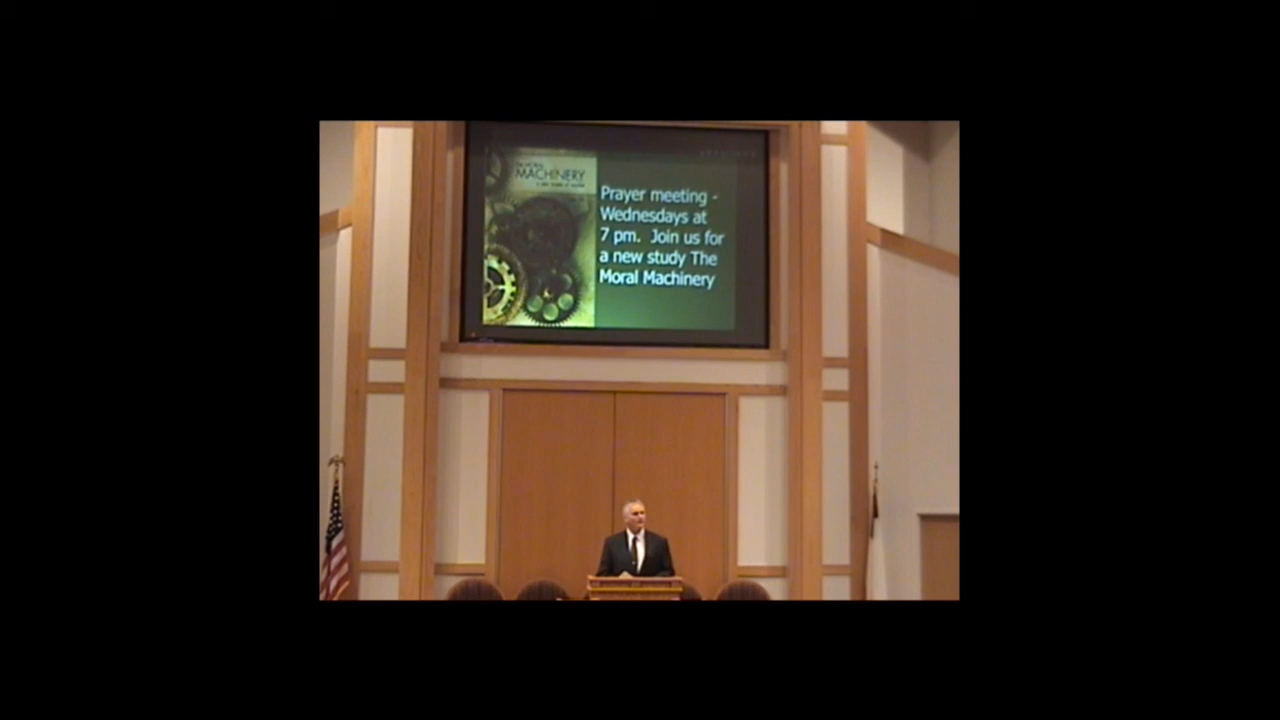 MACHINERY
Prayer meeting -
Wednesdays at
7 pm.  Join us for
a new study The
Moral Machinery